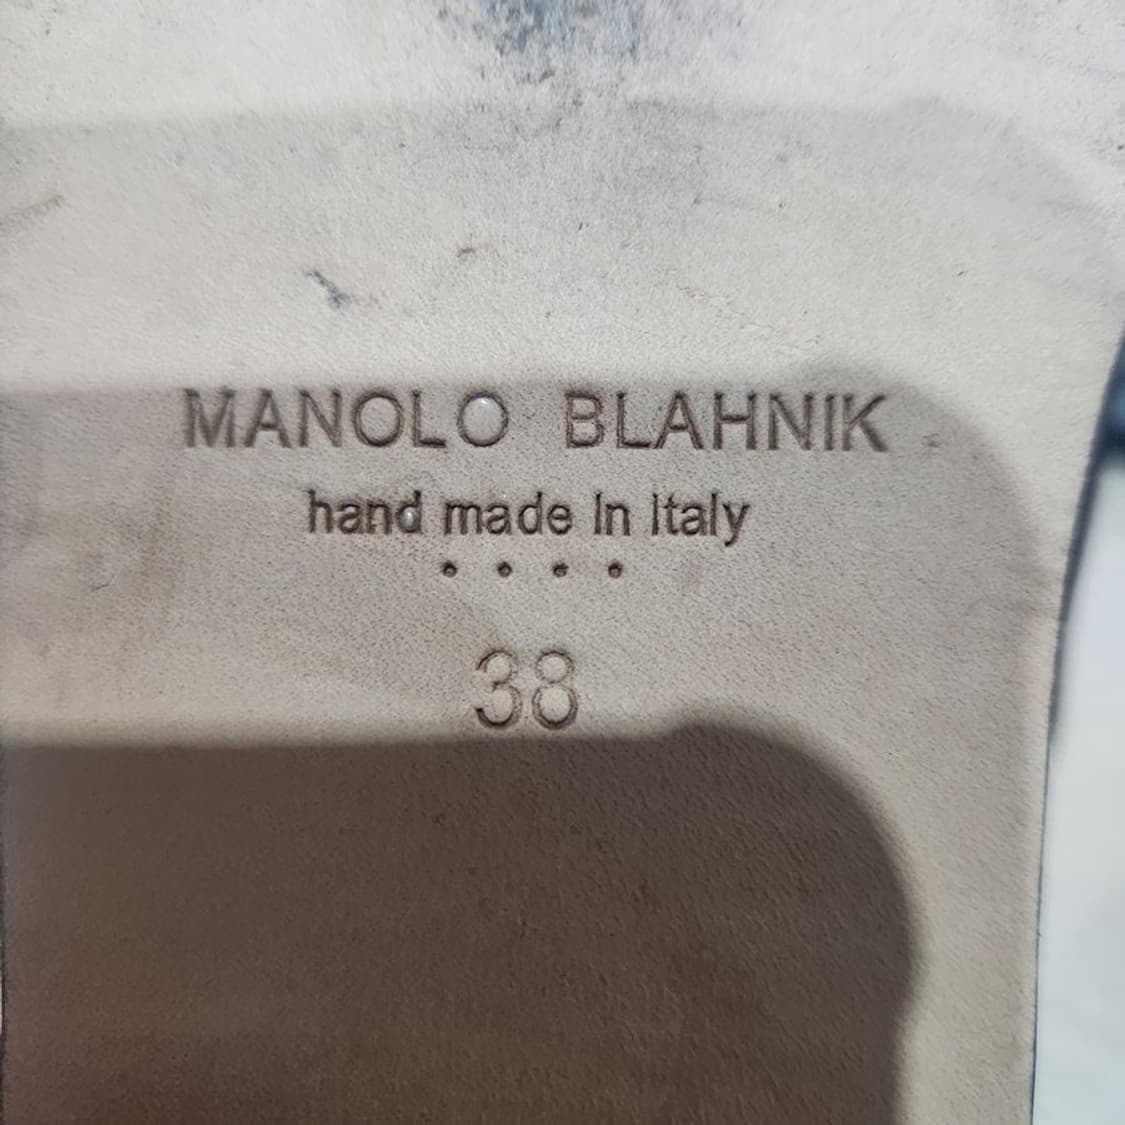 MANOLO BLAHNIK
hand made In Italy
• • • •
38